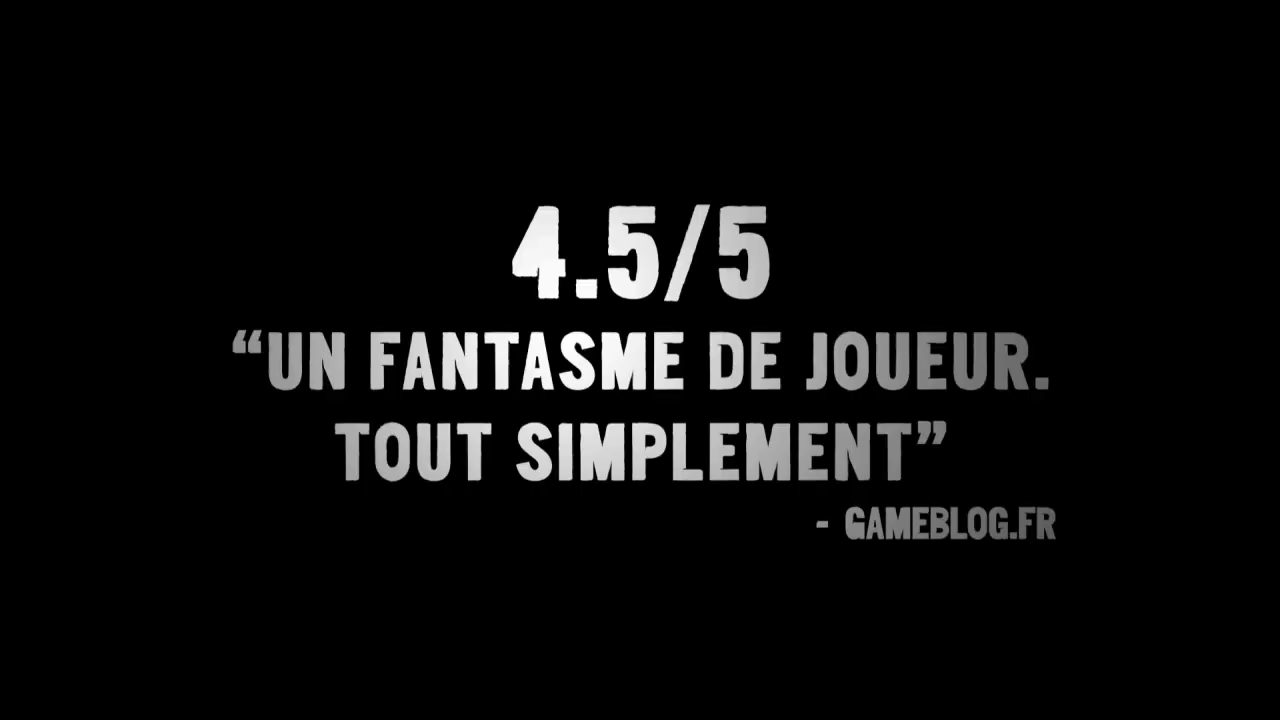 4.5/5
“UN FANTASME DE JOUEUR.
TOUT SIMPLEMENT”
- GAMEBLOG.FR